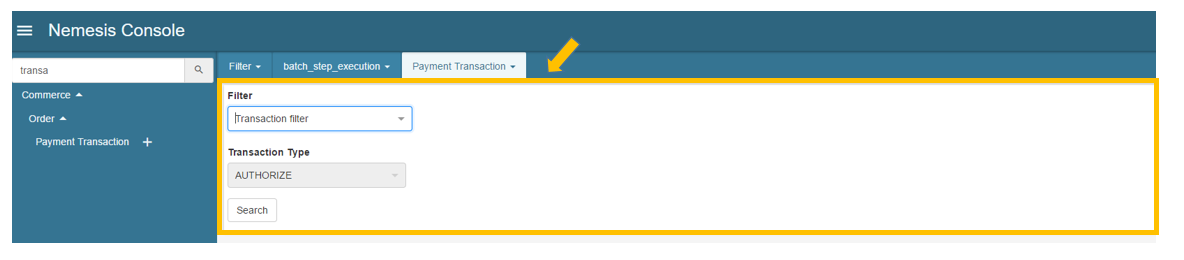 Nemesis Console
transa
Filter
batch_step_execution
Payment Transaction
Commerce
Order
Payment Transaction +
Filter
Transaction filter
Transaction Type
AUTHORIZE
Search